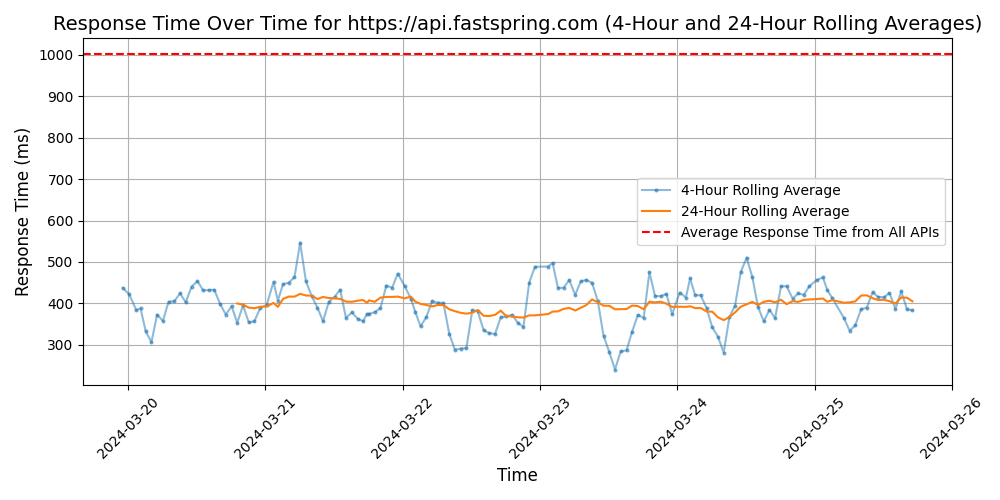 Response Time Over Time for https://api.fastspring.com (4-Hour and 24-Hour Rolling Averages)
Response Time (ms)
1000
900
800
700
600
500
400
300
4-Hour Rolling Average
24-Hour Rolling Average
Average Response Time from All APIs
2024-03-20
2024-03-21
2024-03-22
2024-03-23
2024-03-24
2024-03-25
2024-03-26
Time